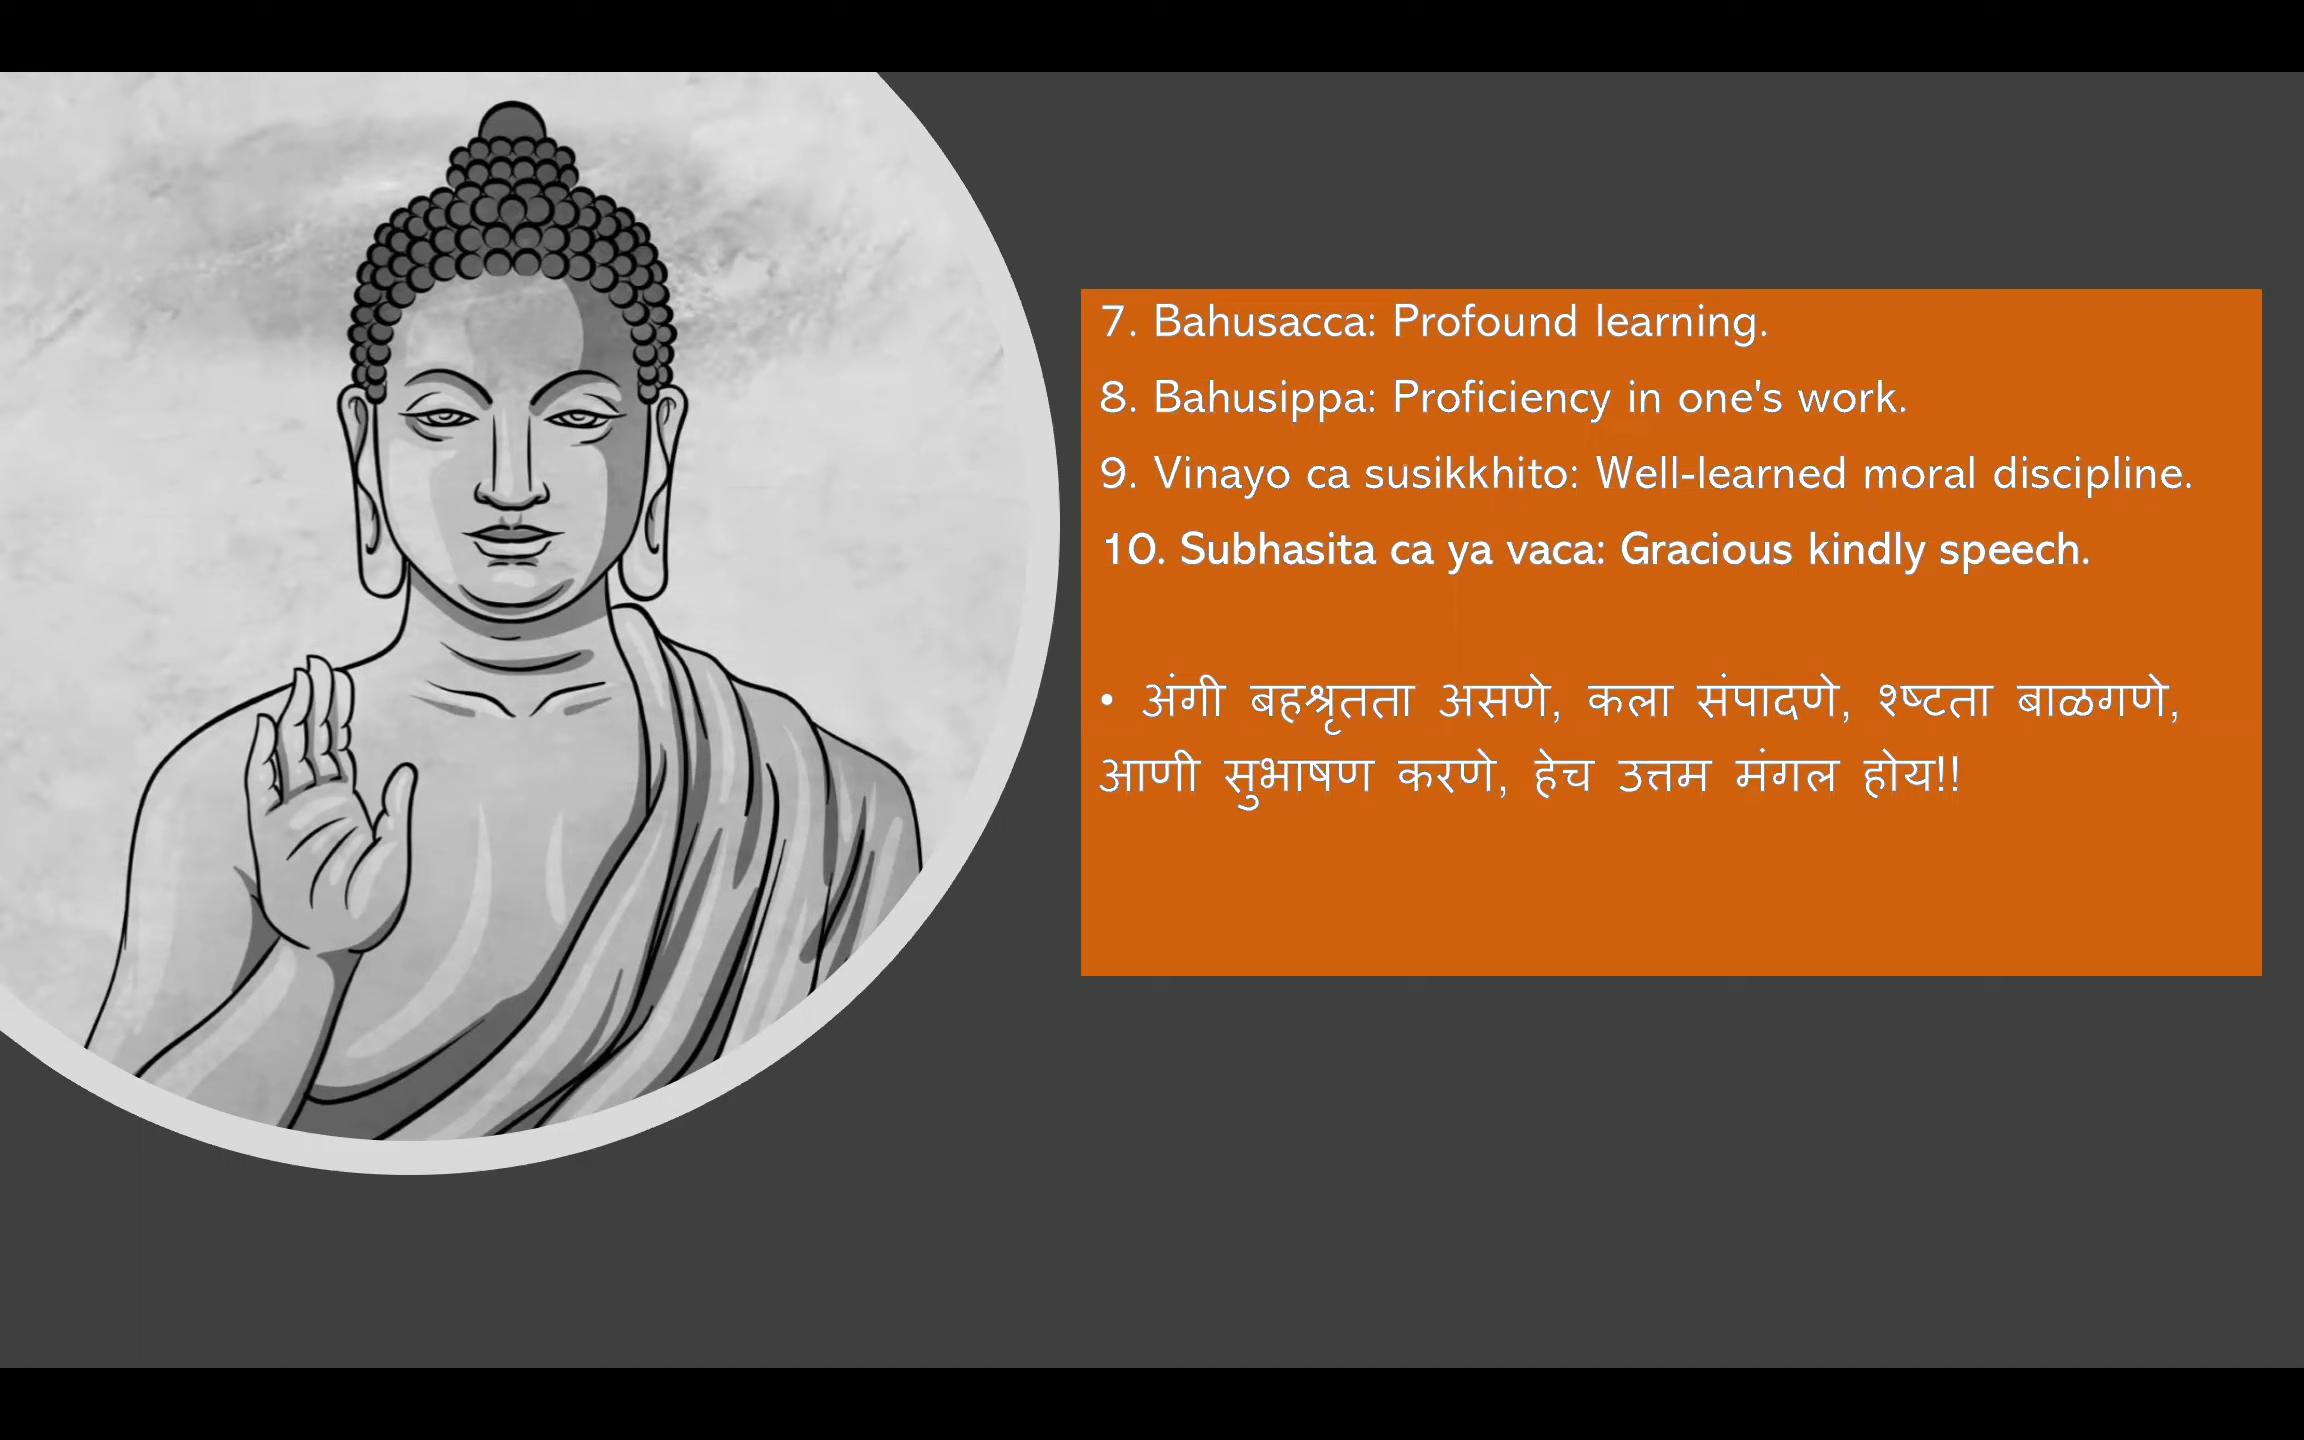 7. Bahusacca: Profound learning.
8. Bahusippa: Proficiency in one's work.
9. Vinayo ca susikkhito: Well-learned moral discipline.
10. Subhasita ca ya vaca: Gracious kindly speech.
• अंगी बहश्रृतता असणे, कला संपादणे, श्ष्टता बाळगणे,
आणी सुभाषण करणे, हेच उत्तम मंगल होय!!